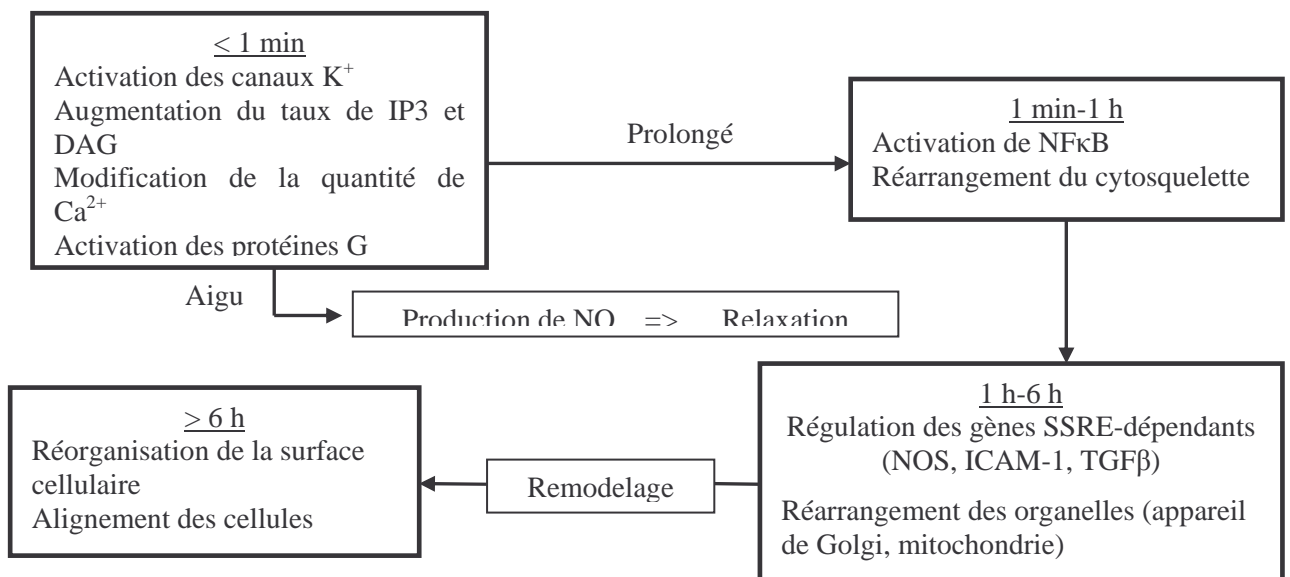 < 1 min
Activation des canaux K⁺
Augmentation du taux de IP3 et
DAG
Modification de la quantité de
Ca²⁺
Activation des protéines G
Prolongé
1 min-1 h
Activation de NFκB
Réarrangement du cytosquelette
Aigu
Production de NO => Relaxation
1 h-6 h
Régulation des gènes SSRE-dépendants
(NOS, ICAM-1, TGFβ)
Réarrangement des organelles (appareil
de Golgi, mitochondrie)
Remodelage
> 6 h
Réorganisation de la surface
cellulaire
Alignement des cellules